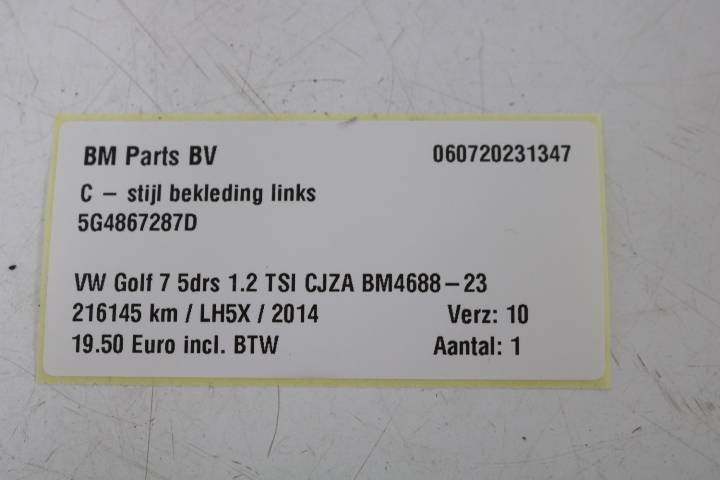 BM Parts BV 060720231347
C – stijl bekleding links
5G4867287D
VW Golf 7 5drs 1.2 TSI CJZA BM4688–23
216145 km / LH5X / 2014 Verz: 10
19.50 Euro incl. BTW Aantal: 1